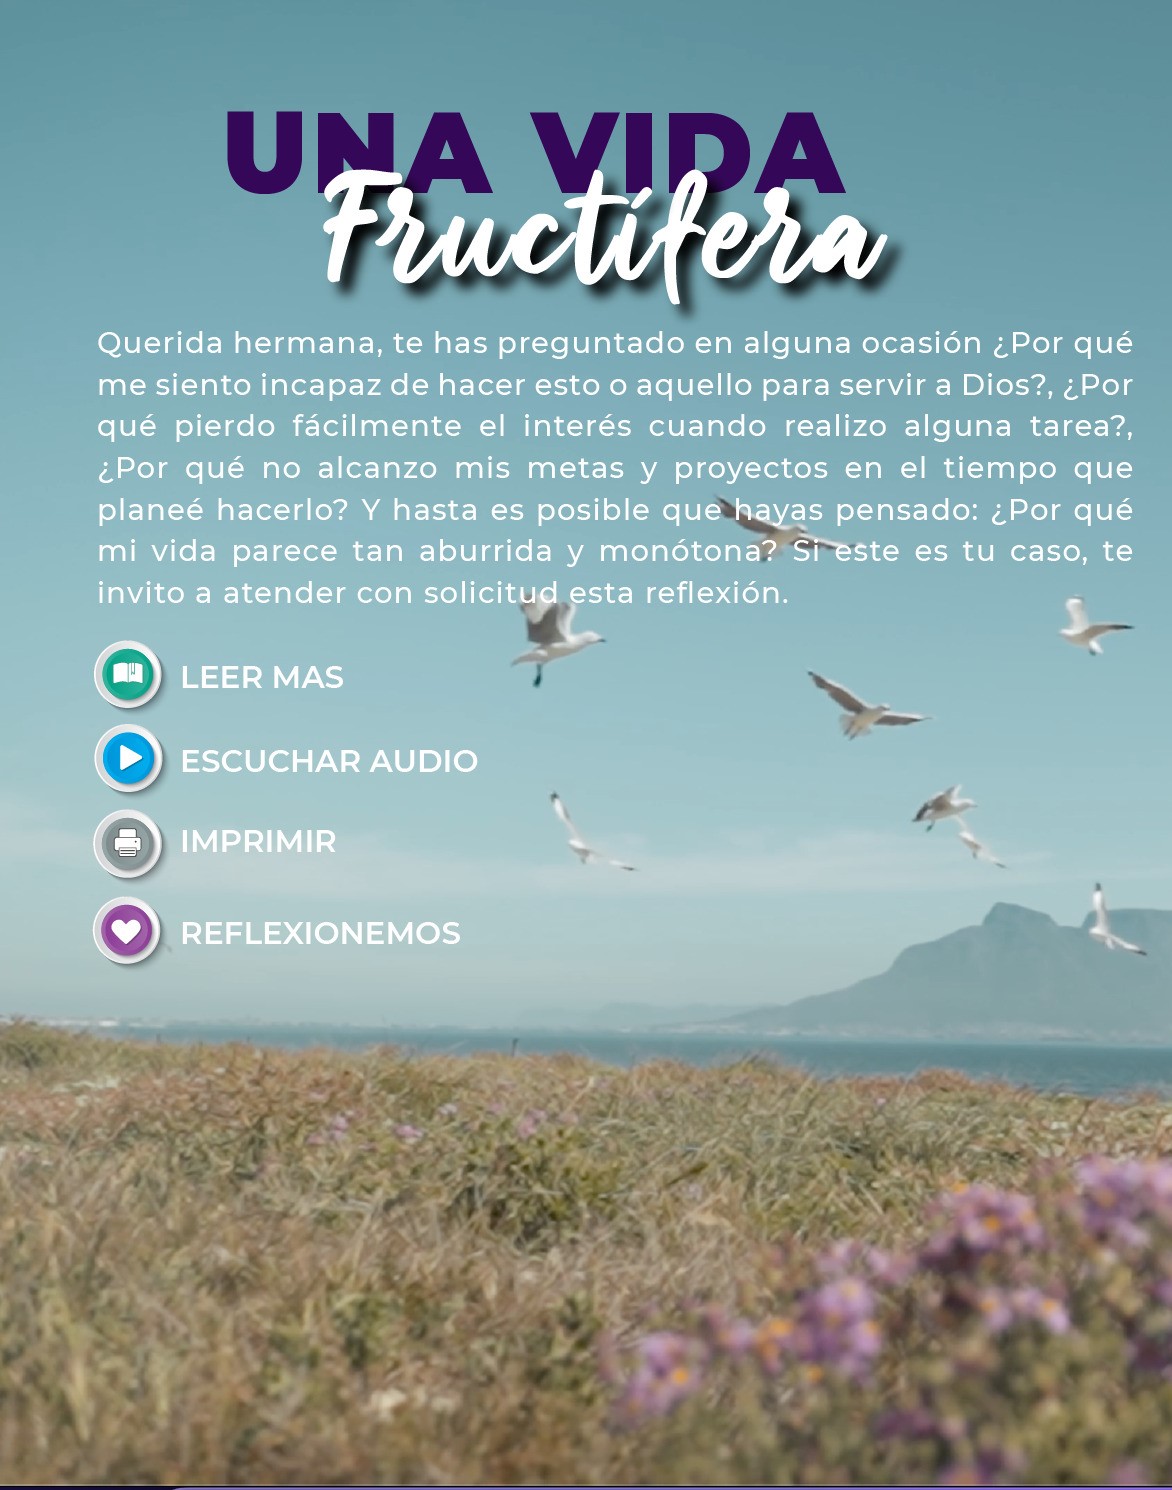 UNA VIDA
Fructífera
Querida hermana, te has preguntado en alguna ocasión ¿Por qué
me siento incapaz de hacer esto o aquello para servir a Dios?, ¿Por
qué pierdo fácilmente el interés cuando realizo alguna tarea?,
¿Por qué no alcanzo mis metas y proyectos en el tiempo que
planeé hacerlo? Y hasta es posible que hayas pensado: ¿Por qué
mi vida parece tan aburrida y monótona? Si este es tu caso, te
invito a atender con solicitud esta reflexión.
LEER MAS
ESCUCHAR AUDIO
IMPRIMIR
REFLEXIONEMOS